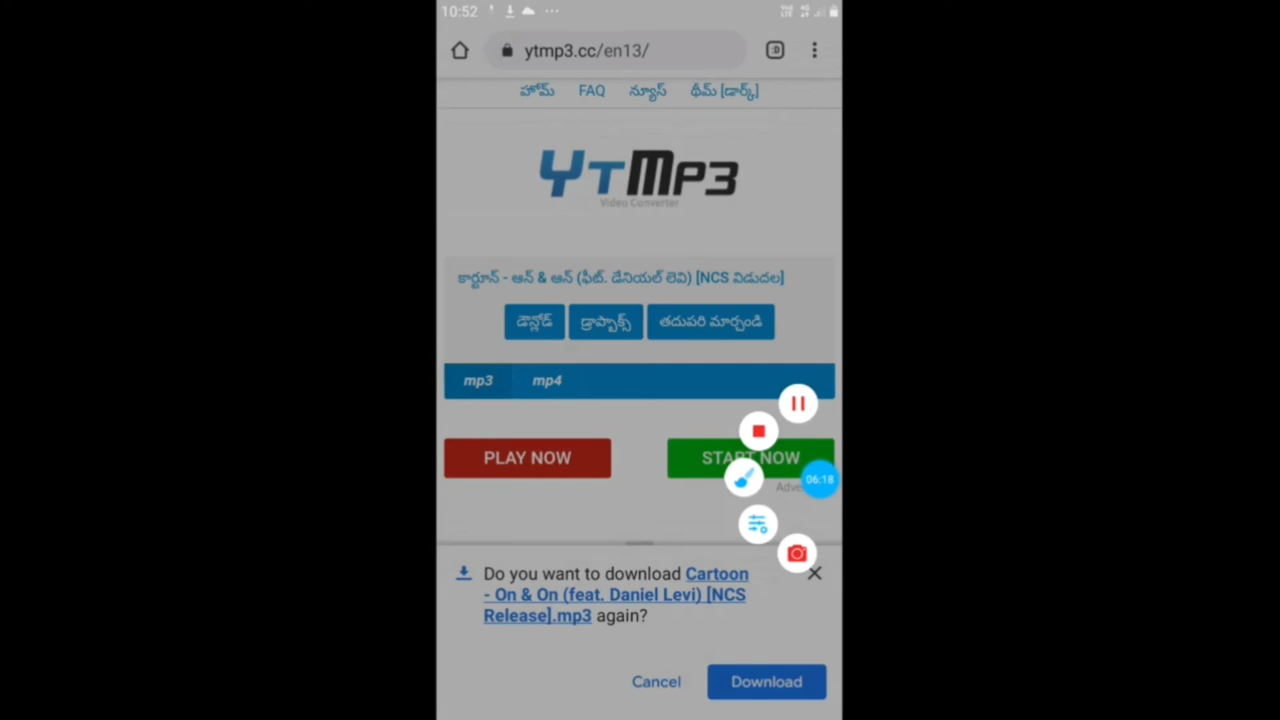 10:52
ytmp3.cc/en13/
:D
హోమ్ FAQ న్యూస్ థీమ్ [డార్క్]
YTMP3
Video Converter
కార్టూన్ - ఆన్ & ఆన్ (ఫీట్. డేనియల్ లెవి) [NCS విడుదల]
డౌన్లోడ్ డ్రాప్బాక్స్ తదుపరి మార్చండి
mp3 mp4
PLAY NOW START NOW
06:18
Do you want to download Cartoon
- On & On (feat. Daniel Levi) [NCS
Release].mp3 again?
Cancel Download